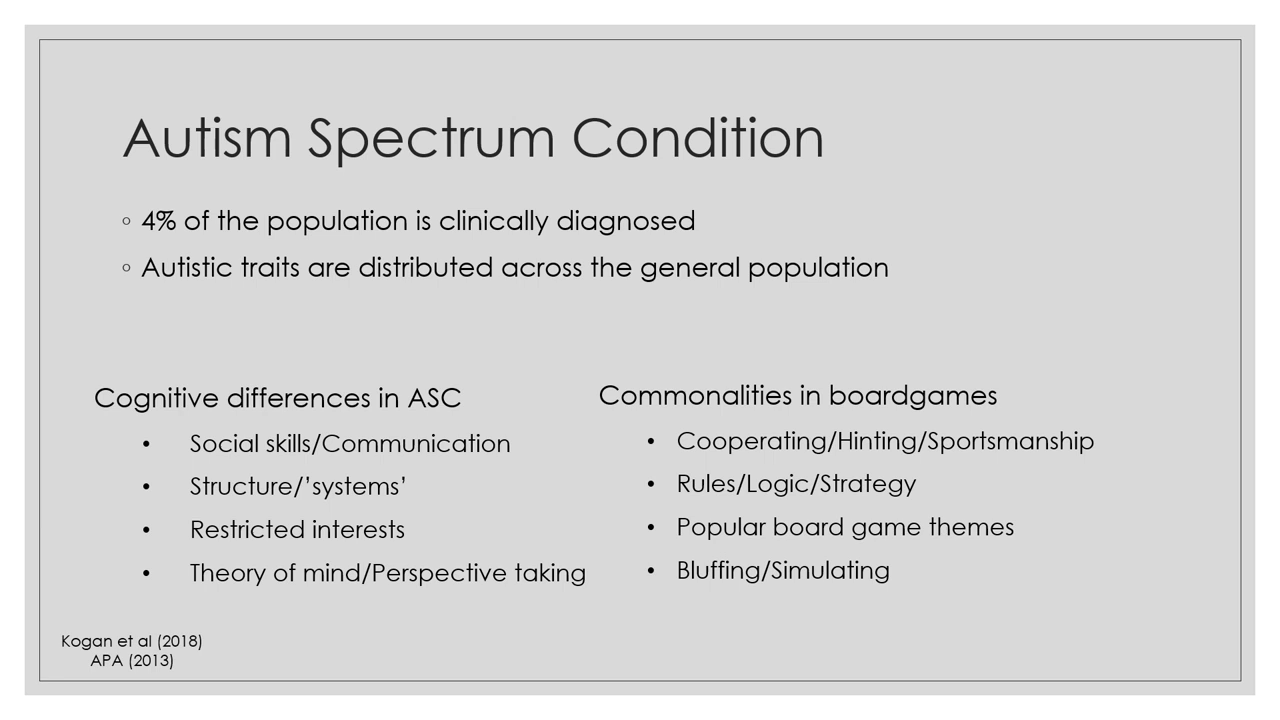 Autism Spectrum Condition
◦ 4% of the population is clinically diagnosed
◦ Autistic traits are distributed across the general population
Cognitive differences in ASC
• Social skills/Communication
• Structure/’systems’
• Restricted interests
• Theory of mind/Perspective taking
Commonalities in boardgames
• Cooperating/Hinting/Sportsmanship
• Rules/Logic/Strategy
• Popular board game themes
• Bluffing/Simulating
Kogan et al (2018)
APA (2013)